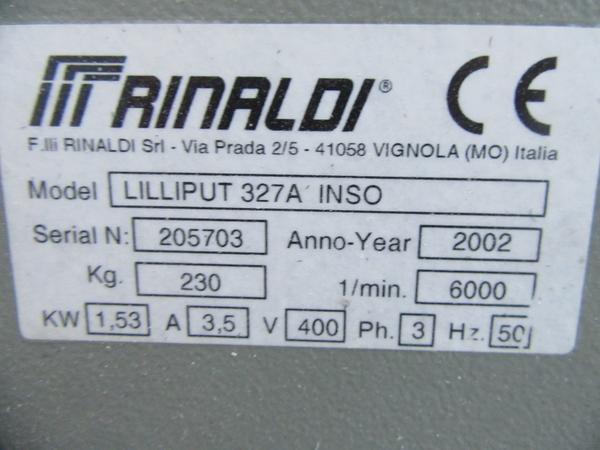 RINALDI® CE
F.lli RINALDI Srl - Via Prada 2/5 - 41058 VIGNOLA (MO) Italia
Model LILLIPUT 327A INSO
Serial N: 205703 Anno-Year 2002
Kg. 230 1/min. 6000
KW 1,53 A 3,5 V 400 Ph. 3 Hz. 50